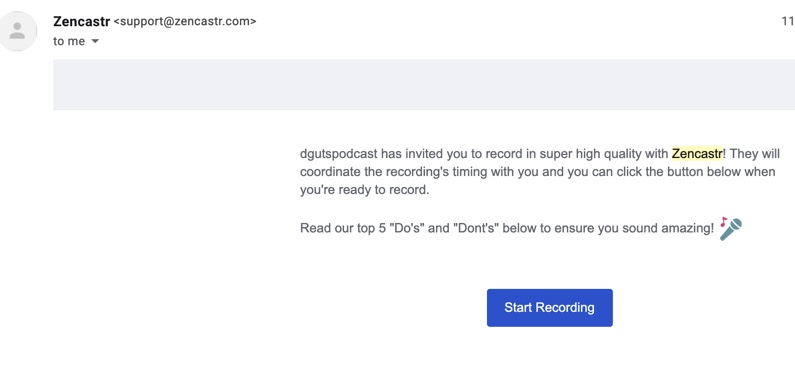 Zencastr <support@zencastr.com>
11
to me
dgutspodcast has invited you to record in super high quality with Zencastr! They will
coordinate the recording's timing with you and you can click the button below when
you're ready to record.
Read our top 5 "Do's" and "Dont's" below to ensure you sound amazing!
Start Recording